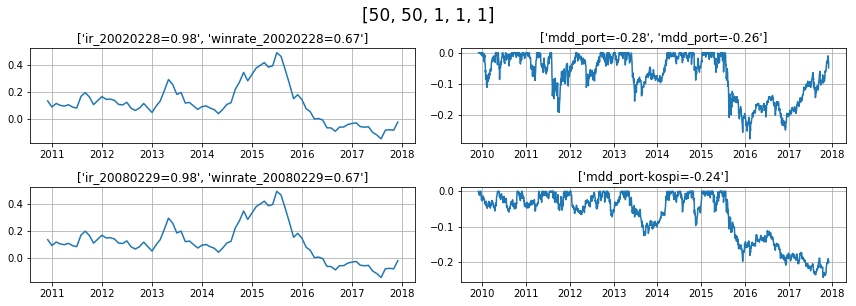 [50, 50, 1, 1, 1]
['ir_20020228=0.98', 'winrate_20020228=0.67']
0.4
0.2
0.0
2011 2012 2013 2014 2015 2016 2017 2018
['mdd_port=-0.28', 'mdd_port=-0.26']
0.0
−0.1
−0.2
2010 2011 2012 2013 2014 2015 2016 2017 2018
['ir_20080229=0.98', 'winrate_20080229=0.67']
0.4
0.2
0.0
2011 2012 2013 2014 2015 2016 2017 2018
['mdd_port-kospi=-0.24']
0.0
−0.1
−0.2
2010 2011 2012 2013 2014 2015 2016 2017 2018